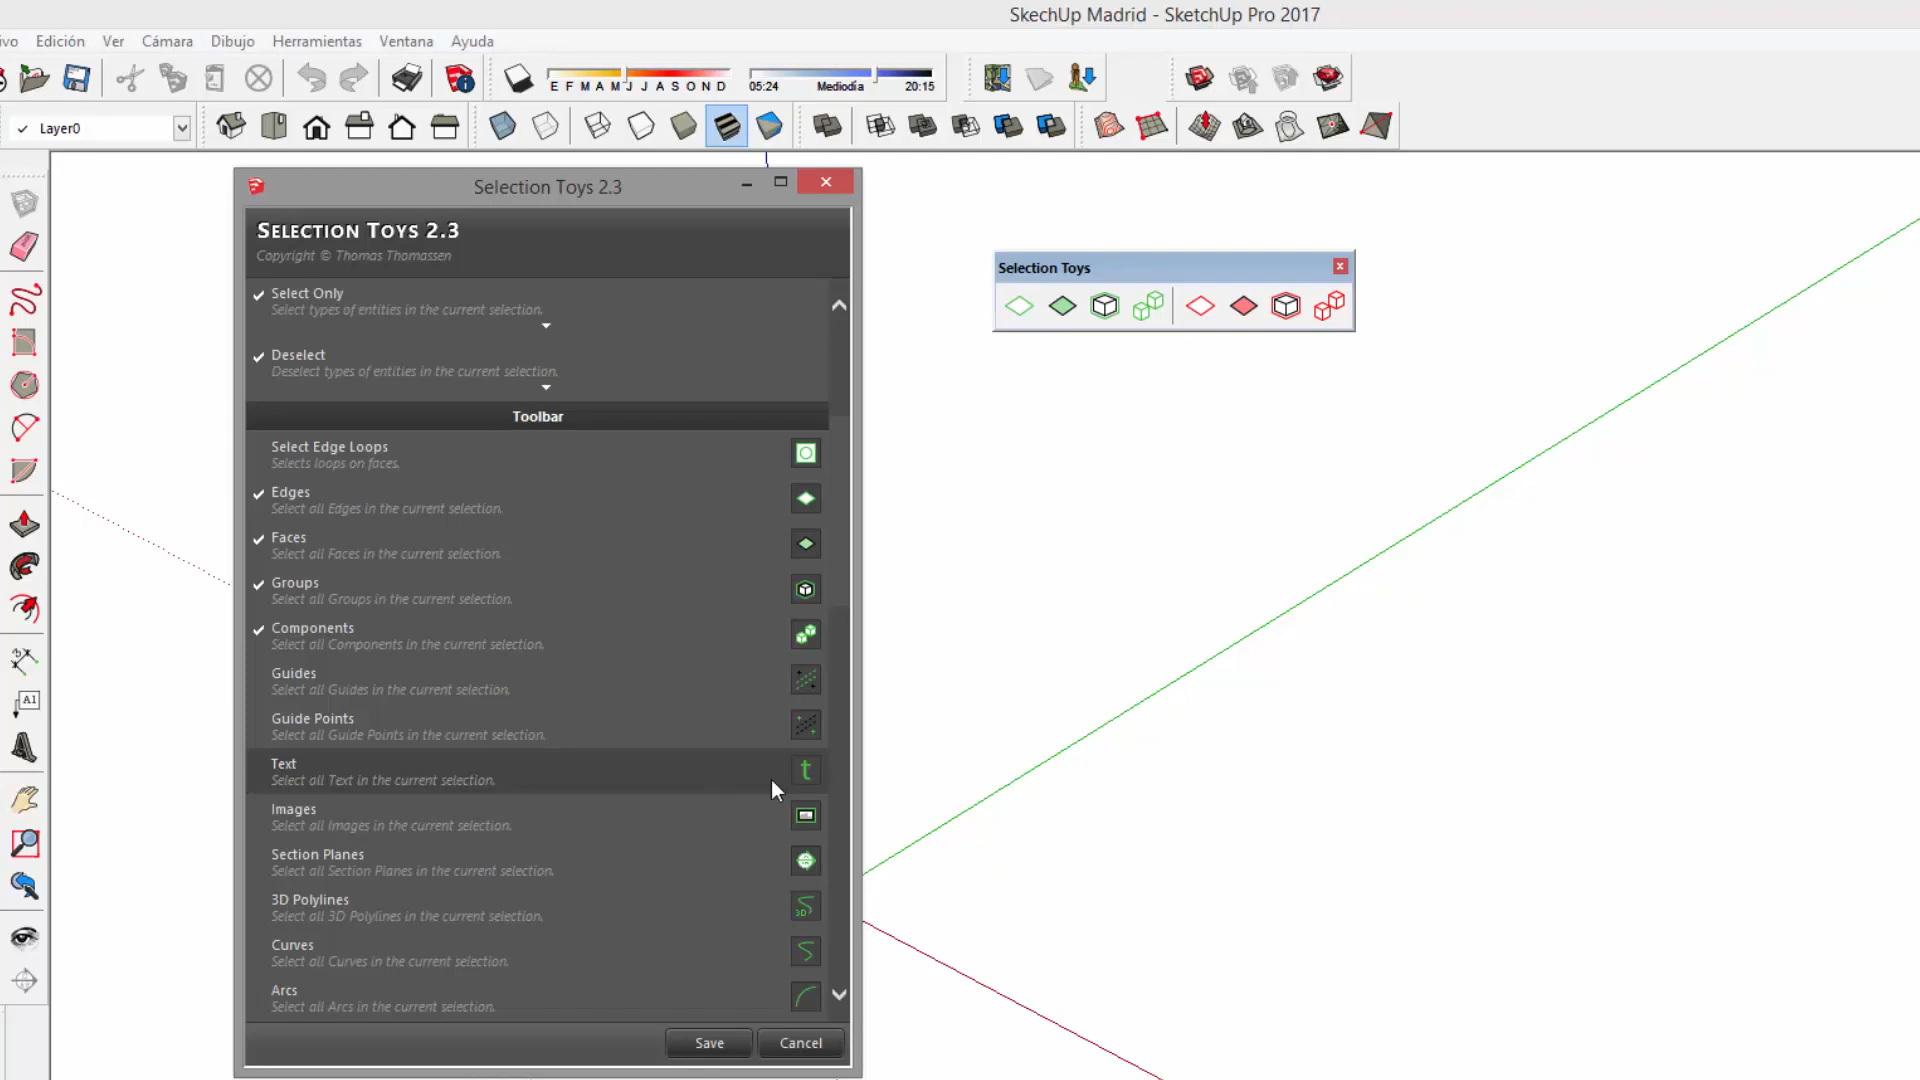 SkechUp Madrid - SketchUp Pro 2017
ivo Edición Ver Cámara Dibujo Herramientas Ventana Ayuda
E F M A M J J A S O N D
05:24 Mediodía 20:15
Layer0
Selection Toys 2.3
SELECTION TOYS 2.3
Copyright © Thomas Thomassen
Select Only
Select types of entities in the current selection.
Deselect
Deselect types of entities in the current selection.
Toolbar
Select Edge Loops
Selects loops on faces.
Edges
Select all Edges in the current selection.
Faces
Select all Faces in the current selection.
Groups
Select all Groups in the current selection.
Components
Select all Components in the current selection.
Guides
Select all Guides in the current selection.
Guide Points
Select all Guide Points in the current selection.
Text
Select all Text in the current selection.
t
Images
Select all Images in the current selection.
Section Planes
Select all Section Planes in the current selection.
3D Polylines
Select all 3D Polylines in the current selection.
3D
Curves
Select all Curves in the current selection.
Arcs
Select all Arcs in the current selection.
Save Cancel
Selection Toys
A1